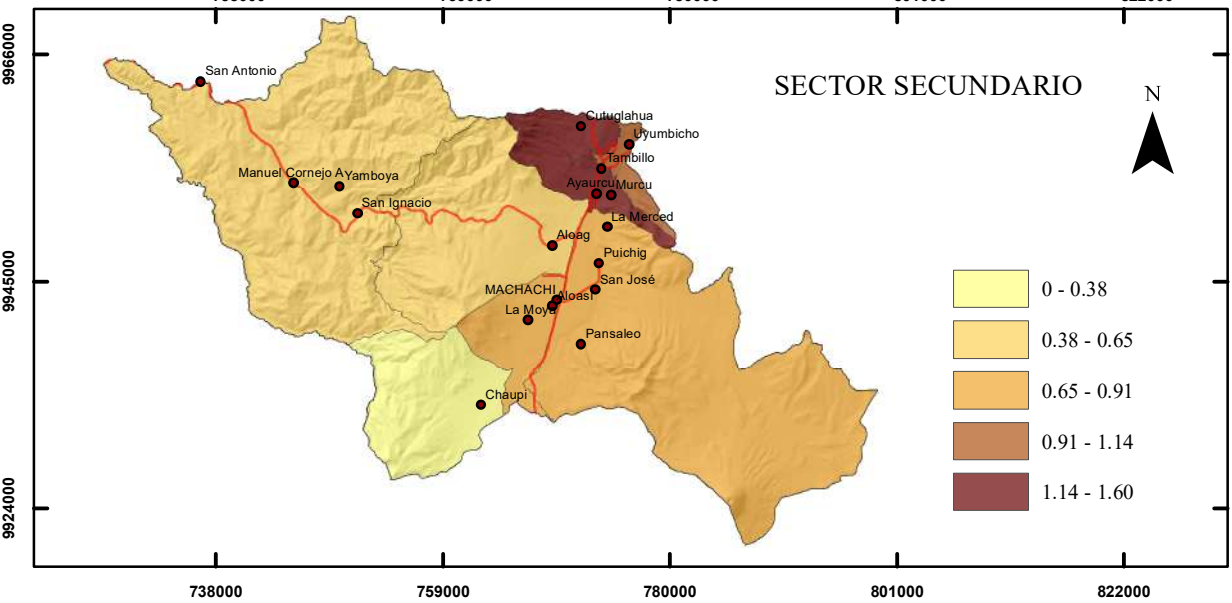 9966000
9945000
9924000
SECTOR SECUNDARIO
N
San Antonio
Cutuglahua
Uyumbicho
Tambillo
Manuel Cornejo A
Yamboya
Ayaurcu
Murcu
San Ignacio
La Merced
Aloag
Puichig
San José
MACHACHI
Aloasi
La Moya
Pansaleo
Chaupi
0 - 0.38
0.38 - 0.65
0.65 - 0.91
0.91 - 1.14
1.14 - 1.60
738000
759000
780000
801000
822000